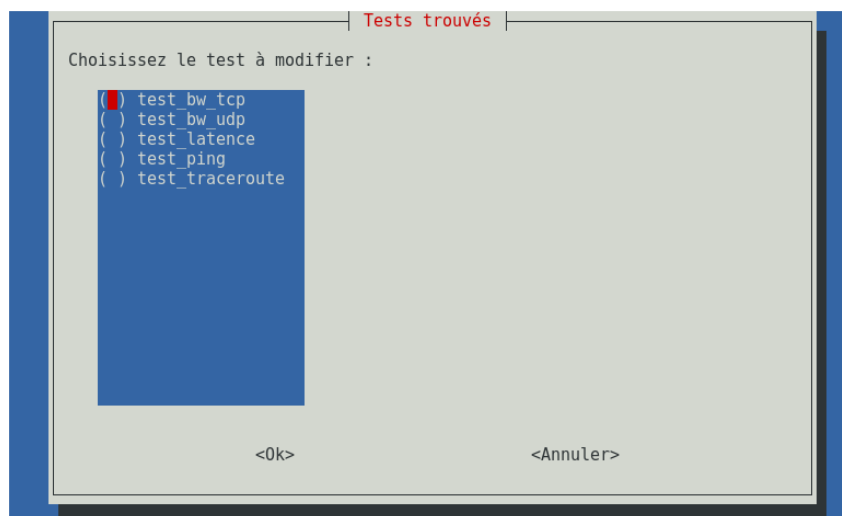 Tests trouvés
Choisissez le test à modifier :
( ) test_bw_tcp
( ) test_bw_udp
( ) test_latence
( ) test_ping
( ) test_traceroute
<Ok> <Annuler>